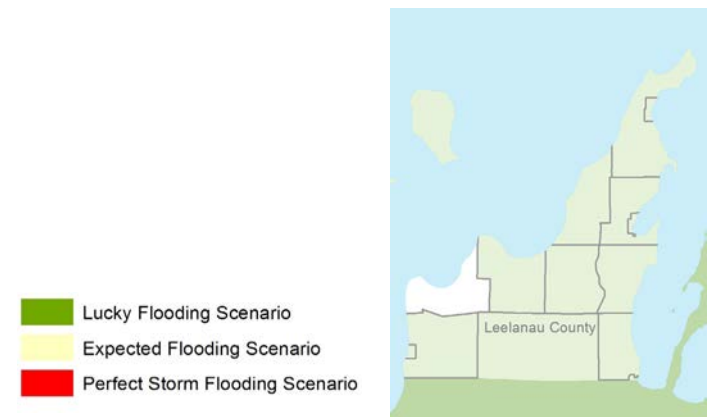 Lucky Flooding Scenario
Expected Flooding Scenario
Perfect Storm Flooding Scenario
Leelanau County